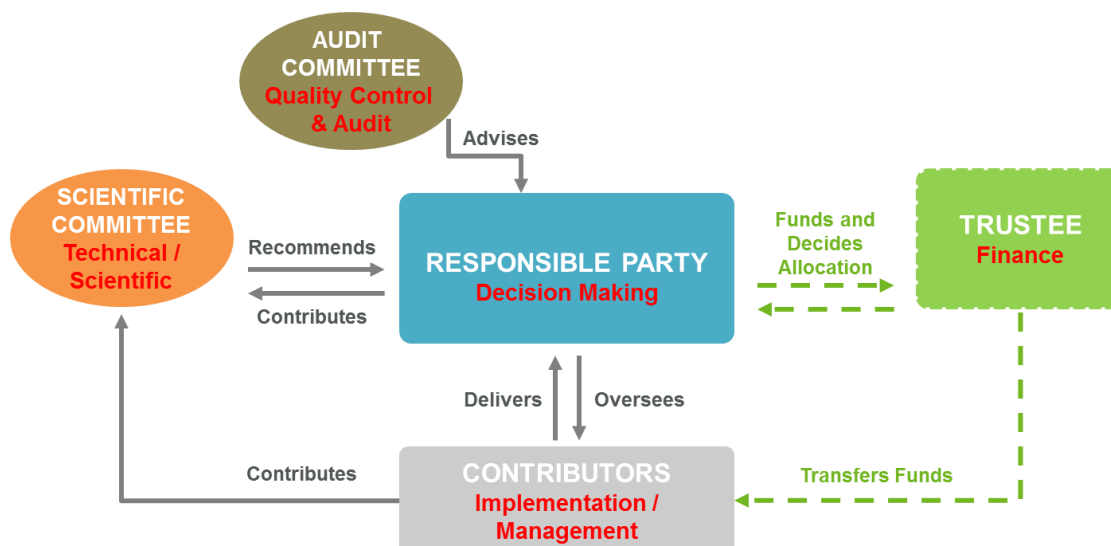 AUDIT
COMMITTEE
Quality Control
& Audit
Advises
SCIENTIFIC
COMMITTEE
Technical /
Scientific
Recommends
Contributes
RESPONSIBLE PARTY
Decision Making
Funds and
Decides
Allocation
TRUSTEE
Finance
Delivers
Oversees
Contributes
CONTRIBUTORS
Implementation /
Management
Transfers Funds